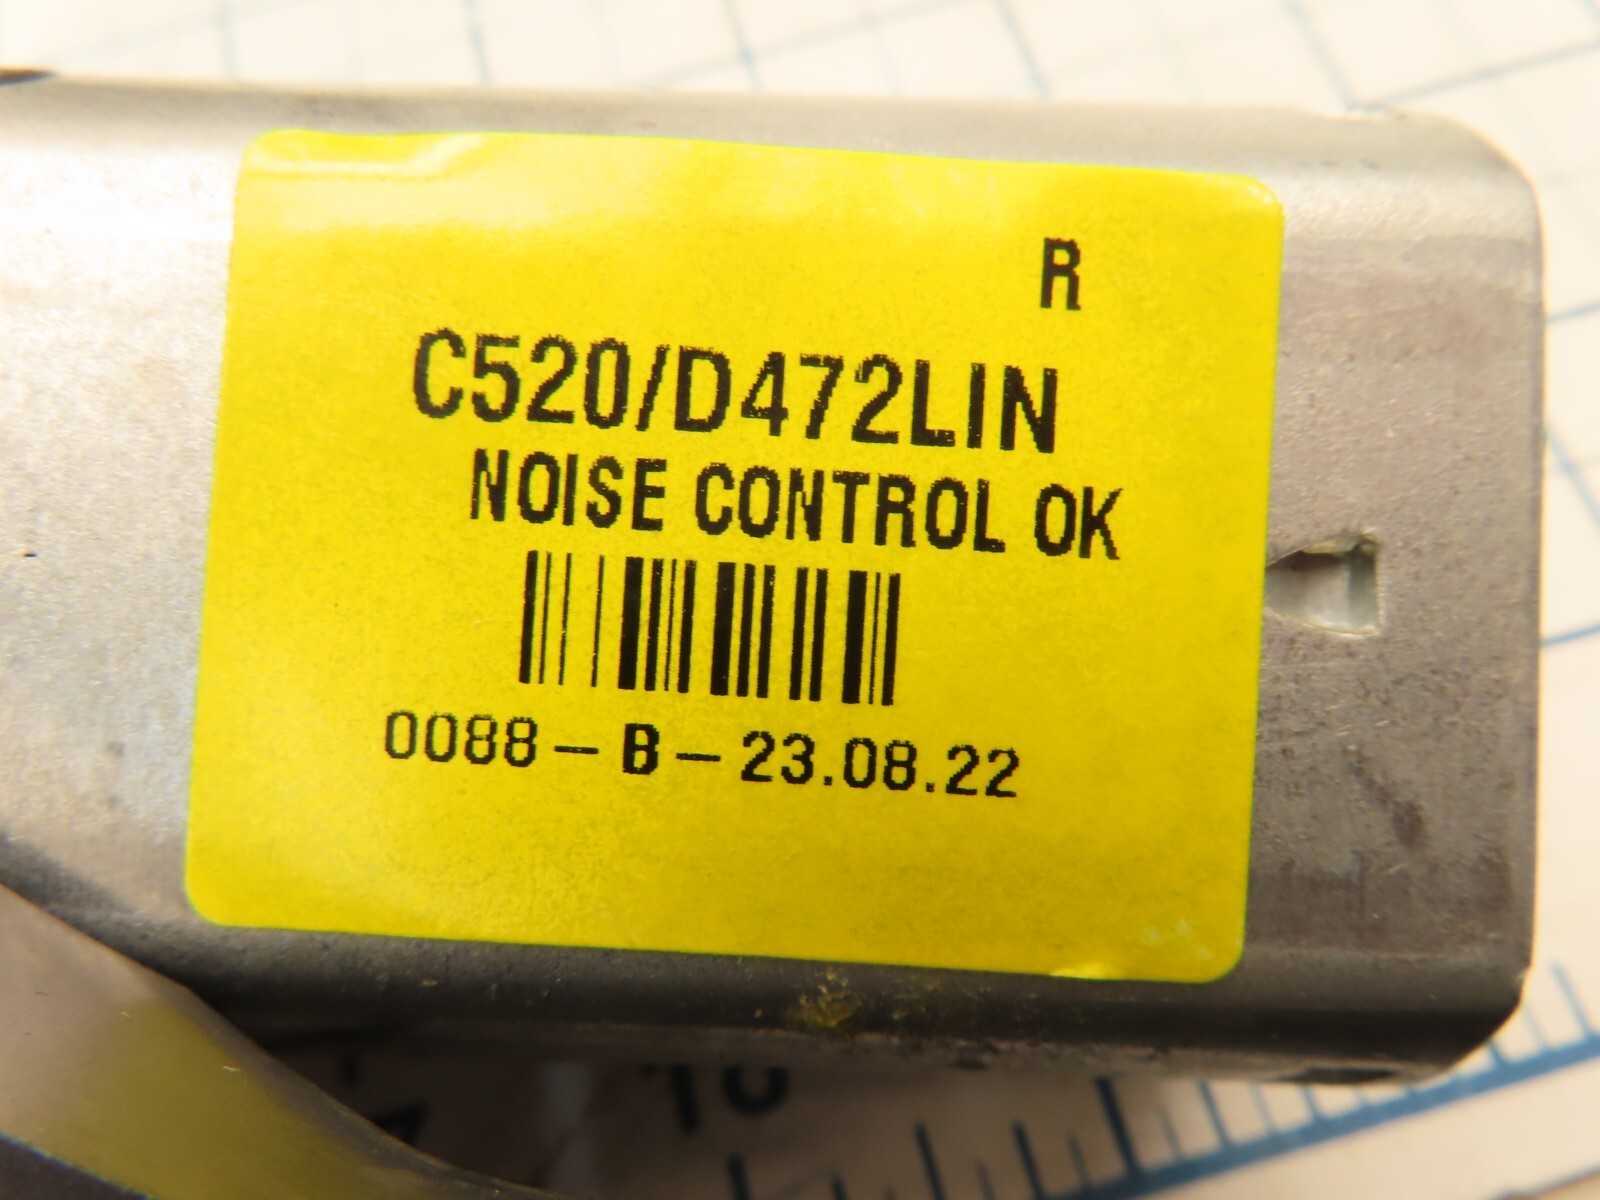 R
C520/D472LIN
NOISE CONTROL OK
0088 – B – 23.08.22